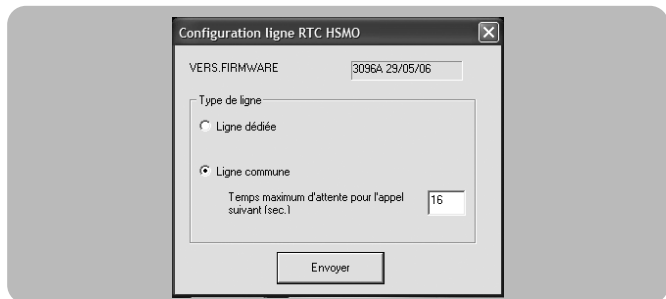 Configuration ligne RTC HSMO
VERS.FIRMWARE 3096A 29/05/06
Type de ligne
Ligne dédiée
Ligne commune
Temps maximum d'attente pour l'appel
suivant (sec.)
16
Envoyer